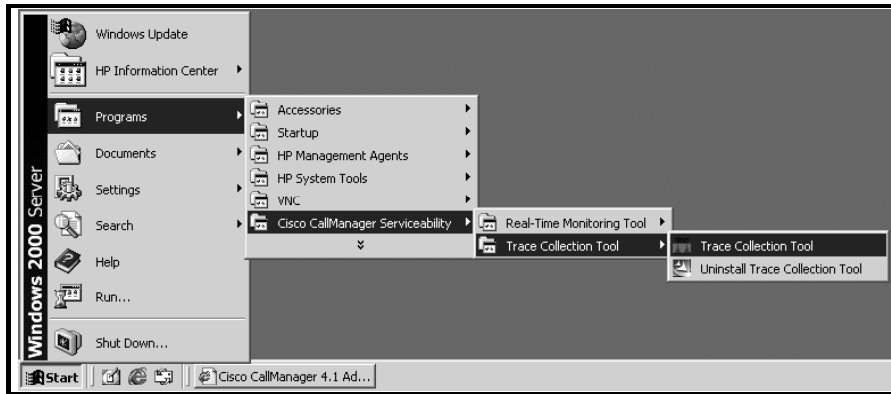 Windows Update
HP Information Center
Programs
Documents
Settings
Search
Help
Run...
Shut Down...
Windows 2000 Server
Accessories
Startup
HP Management Agents
HP System Tools
VNC
Cisco CallManager Serviceability
Real-Time Monitoring Tool
Trace Collection Tool
Trace Collection Tool
Uninstall Trace Collection Tool
Start
Cisco CallManager 4.1 Ad...